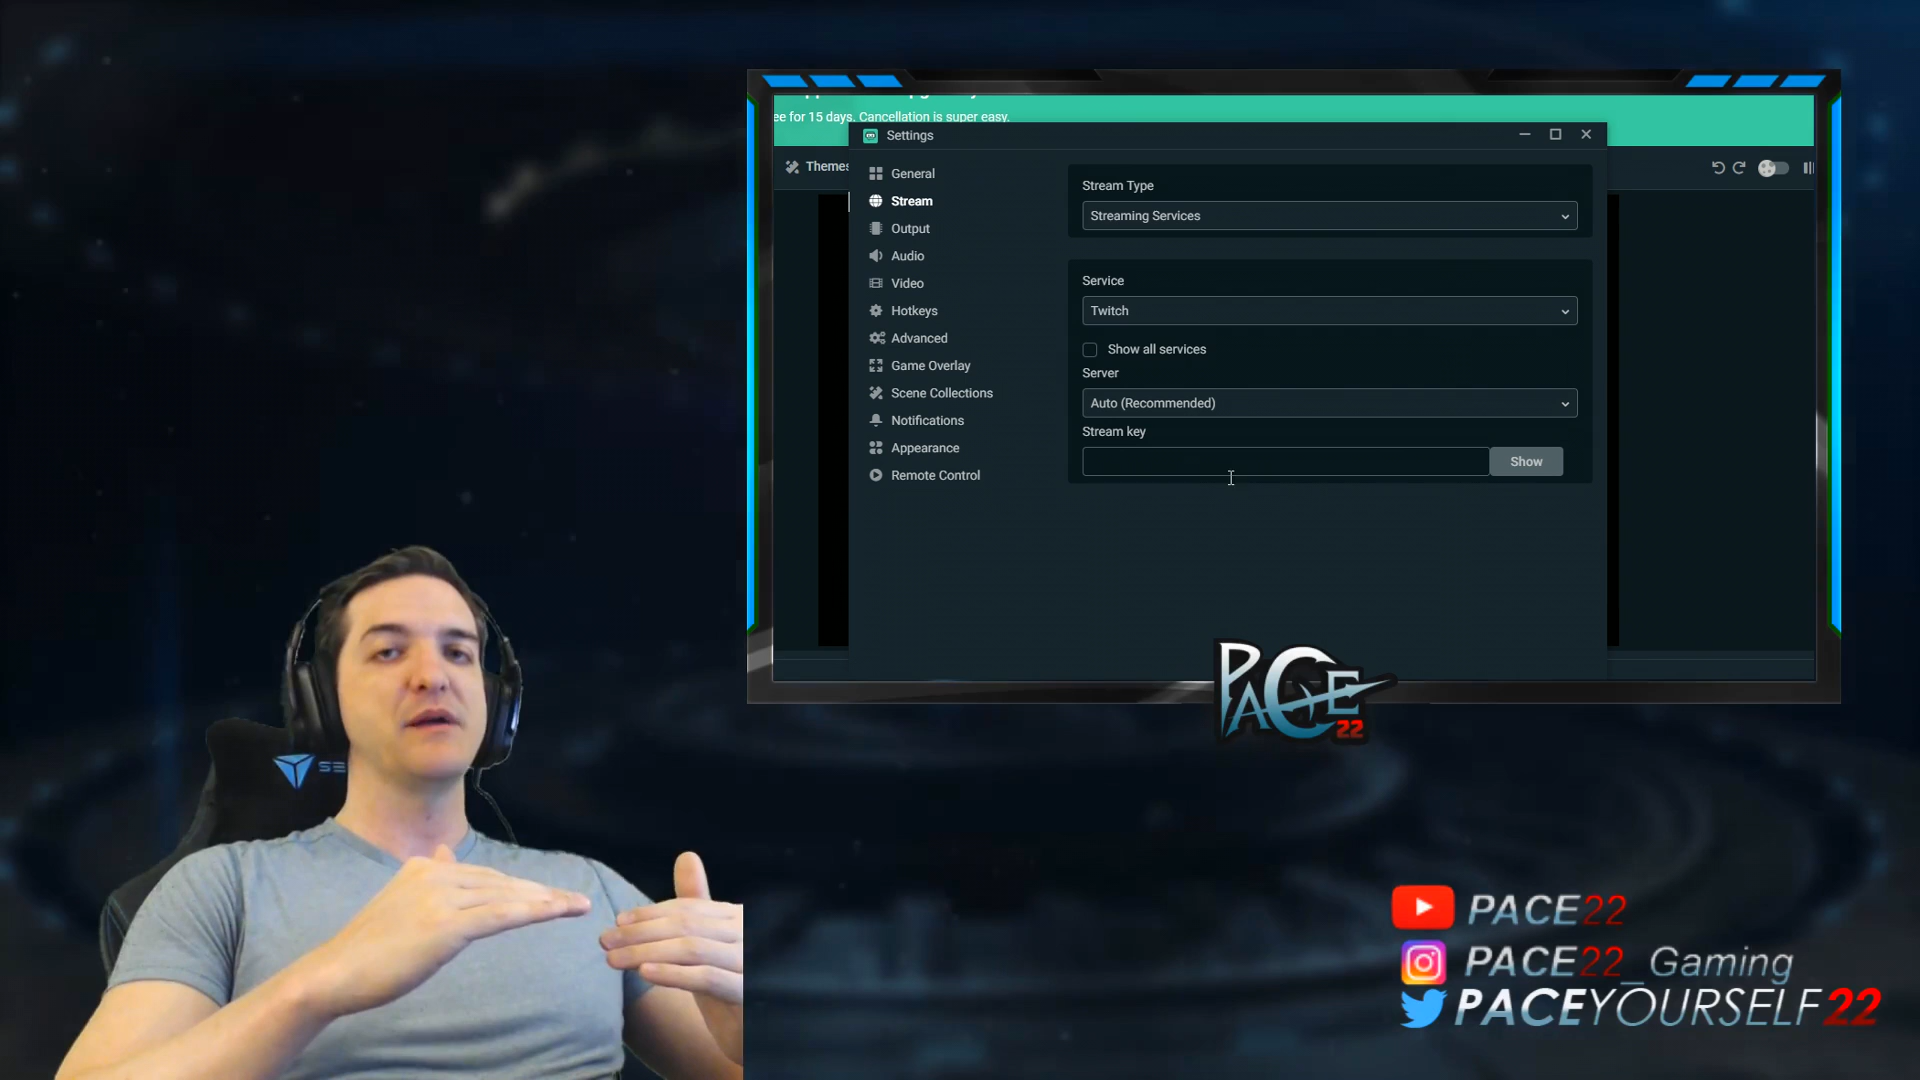 ee for 15 days. Cancellation is super easy.
Settings
Themes
General
Stream
Output
Audio
Video
Hotkeys
Advanced
Game Overlay
Scene Collections
Notifications
Appearance
Remote Control
Stream Type
Streaming Services
Service
Twitch
Show all services
Server
Auto (Recommended)
Stream key
Show
PACE
22
SE
PACE22
PACE22_Gaming
PACEYOURSELF22